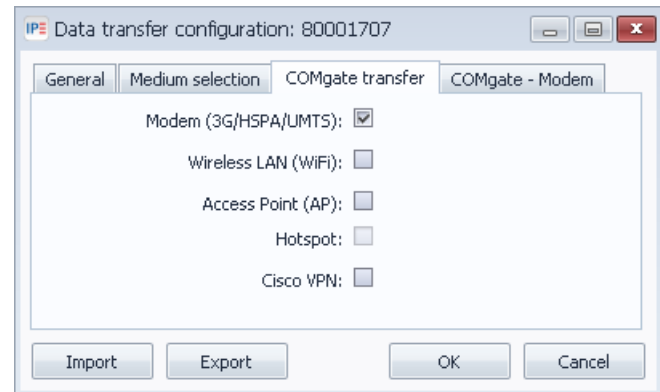 IPE Data transfer configuration: 80001707
General Medium selection COMgate transfer COMgate - Modem
Modem (3G/HSPA/UMTS):
Wireless LAN (WiFi):
Access Point (AP):
Hotspot:
Cisco VPN:
Import Export OK Cancel